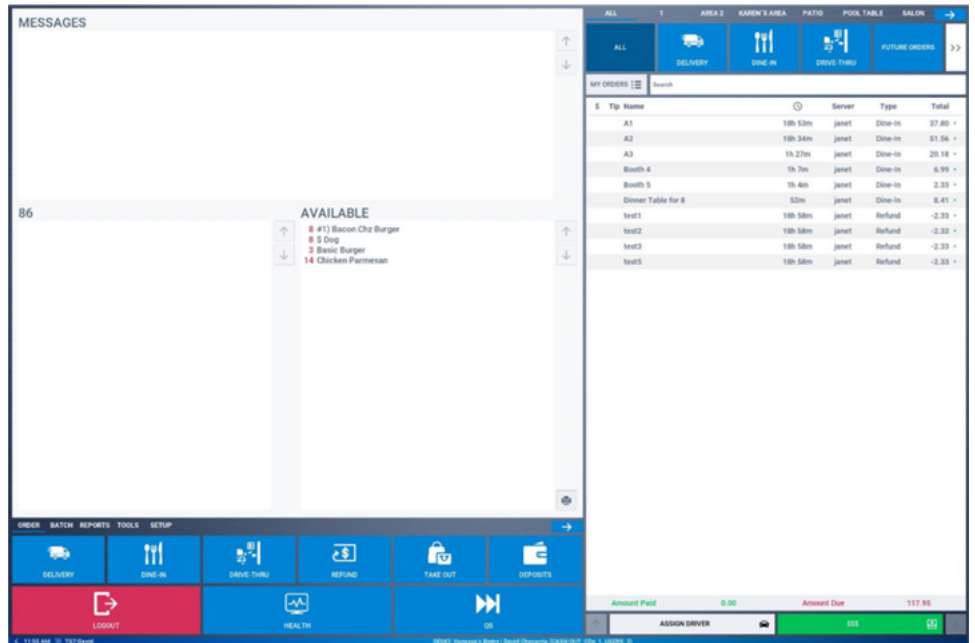 MESSAGES
86
AVAILABLE
8 #1) Bacon Chz Burger
8 $ Dog
3 Basic Burger
14 Chicken Parmesan
ORDER BATCH REPORTS TOOLS SETUP
DELIVERY DINE-IN DRIVE-THRU REFUND TAKE OUT DEPOSITS
LOGOUT HEALTH QS
11:55 AM
ALL 1 AREA 2 KAREN'S AREA PATIO POOL TABLE SALON
ALL DELIVERY DINE-IN DRIVE-THRU FUTURE ORDERS >>
MY ORDERS Search
$ Tip Name Server Type Total
A1 18h 53m janet Dine-In 37.80
A2 18h 34m janet Dine-In 51.56
A3 1h 27m janet Dine-In 20.18
Booth 4 1h 7m janet Dine-In 6.99
Booth 5 1h 4m janet Dine-In 2.33
Dinner Table for 8 52m janet Dine-In 8.41
test1 18h 58m janet Refund -2.33
test2 18h 58m janet Refund -2.33
test3 18h 58m janet Refund -2.33
test5 18h 58m janet Refund -2.33
Amount Paid 0.00 Amount Due 117.95
ASSIGN DRIVER $$$